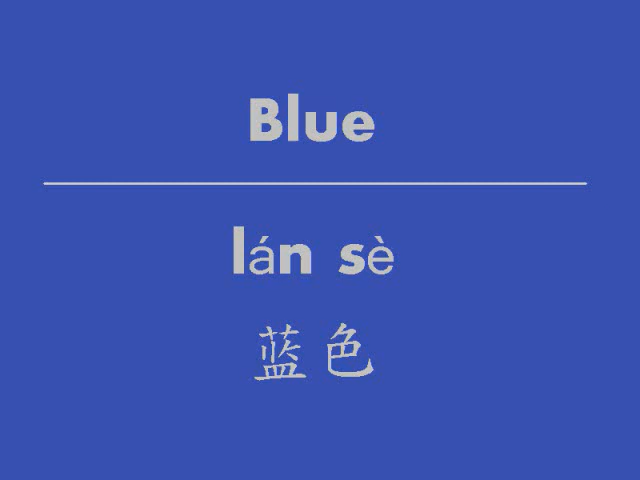 Blue
lán sè
蓝色